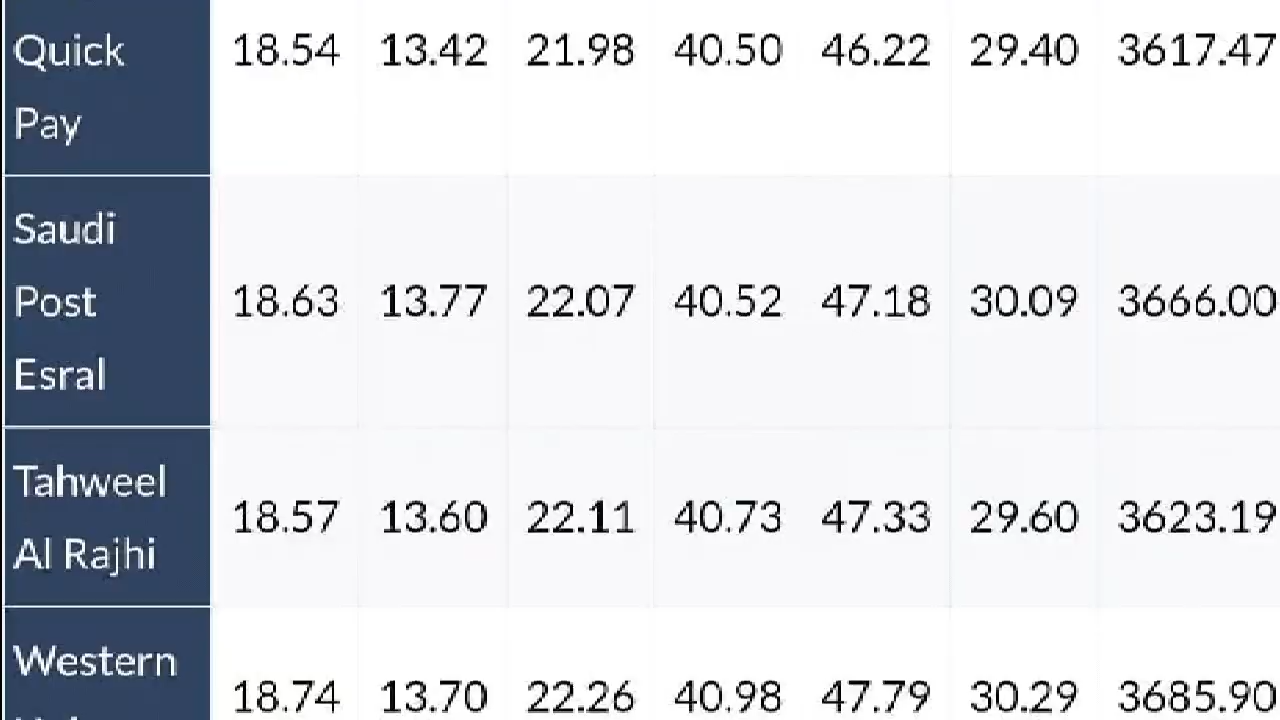 Quick
Pay
18.54 13.42 21.98 40.50 46.22 29.40 3617.47
Saudi
Post
Esral
18.63 13.77 22.07 40.52 47.18 30.09 3666.00
Tahweel
Al Rajhi
18.57 13.60 22.11 40.73 47.33 29.60 3623.19
Western
18.74 13.70 22.26 40.98 47.79 30.29 3685.90